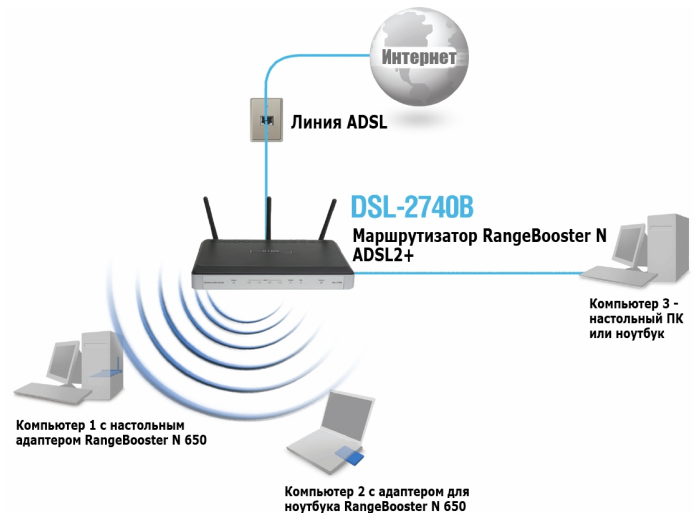 Интернет
Линия ADSL
DSL-2740B
Маршрутизатор RangeBooster N
ADSL2+
Компьютер 3 -
настольный ПК
или ноутбук
Компьютер 1 с настольным
адаптером RangeBooster N 650
Компьютер 2 с адаптером для
ноутбука RangeBooster N 650